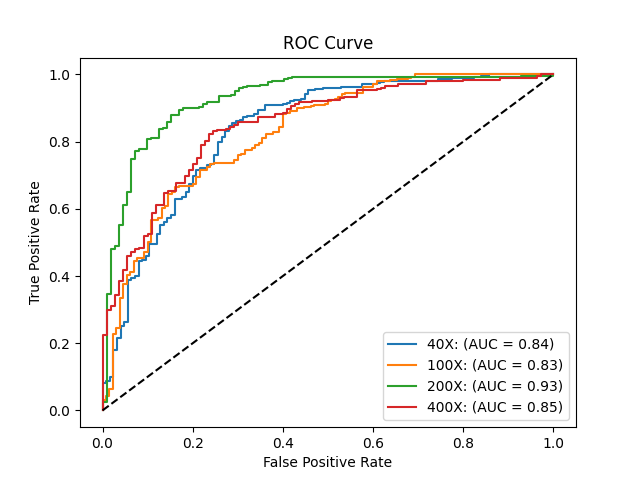 ROC Curve
True Positive Rate
1.0
0.8
0.6
0.4
0.2
0.0
0.0 0.2 0.4 0.6 0.8 1.0
False Positive Rate
40X: (AUC = 0.84)
100X: (AUC = 0.83)
200X: (AUC = 0.93)
400X: (AUC = 0.85)